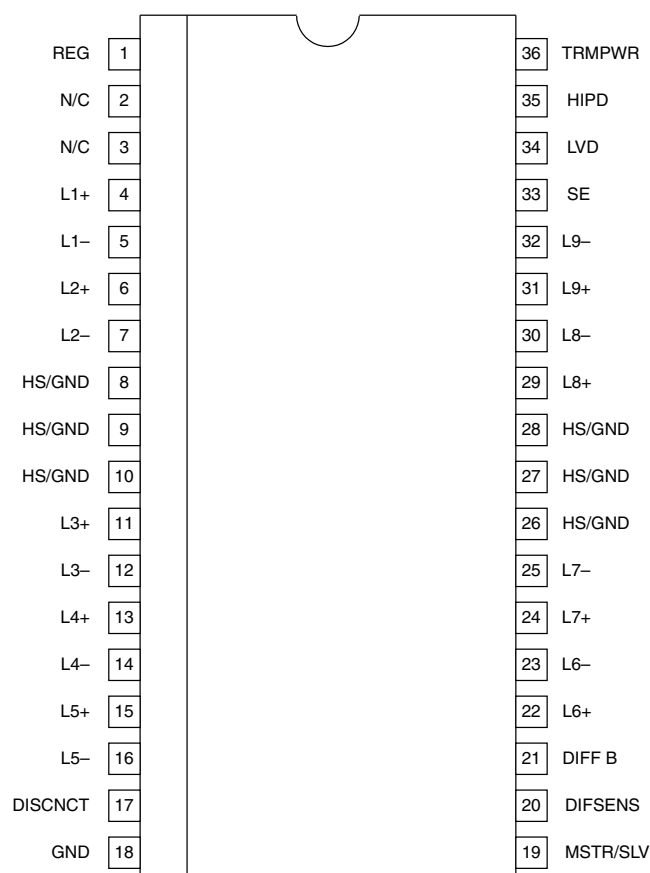 REG 1 36 TRMPWR
N/C 2 35 HIPD
N/C 3 34 LVD
L1+ 4 33 SE
L1– 5 32 L9–
L2+ 6 31 L9+
L2– 7 30 L8–
HS/GND 8 29 L8+
HS/GND 9 28 HS/GND
HS/GND 10 27 HS/GND
L3+ 11 26 HS/GND
L3– 12 25 L7–
L4+ 13 24 L7+
L4– 14 23 L6–
L5+ 15 22 L6+
L5– 16 21 DIFF B
DISCNCT 17 20 DIFSENS
GND 18 19 MSTR/SLV